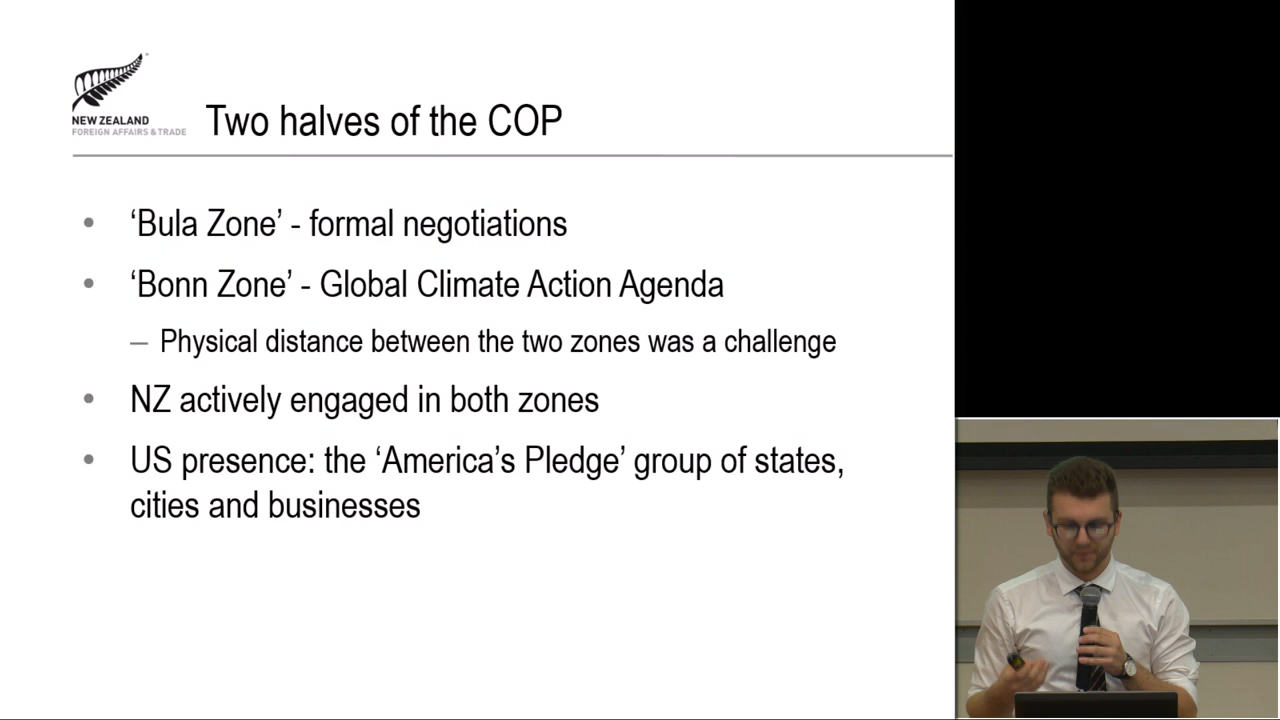 NEW ZEALAND
FOREIGN AFFAIRS & TRADE
Two halves of the COP
• ‘Bula Zone’ - formal negotiations
• ‘Bonn Zone’ - Global Climate Action Agenda
– Physical distance between the two zones was a challenge
• NZ actively engaged in both zones
• US presence: the ‘America’s Pledge’ group of states,
cities and businesses